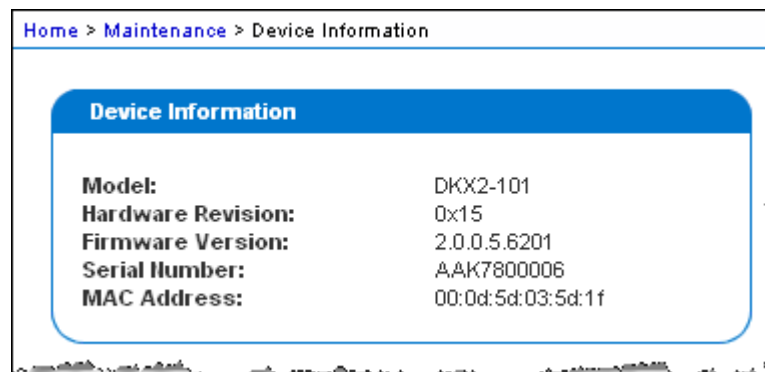 Home > Maintenance > Device Information
Device Information
Model: DKX2-101
Hardware Revision: 0x15
Firmware Version: 2.0.0.5.6201
Serial Number: AAK7800006
MAC Address: 00:0d:5d:03:5d:1f